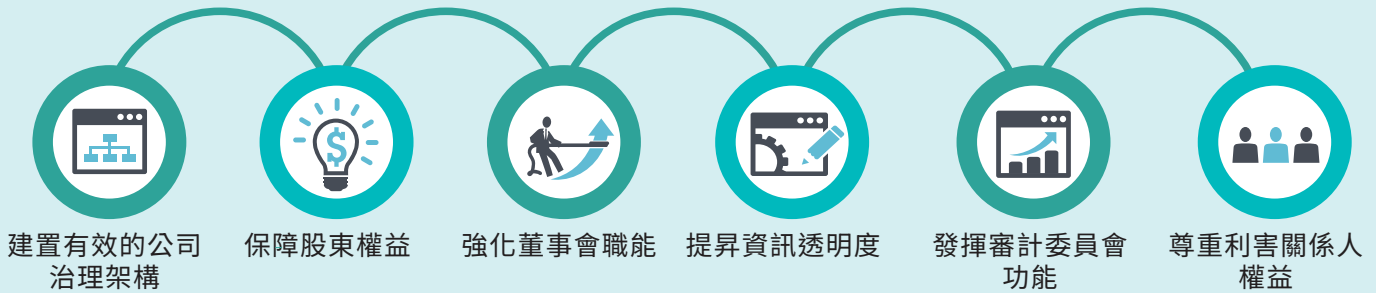 建置有效的公司
治理架構
保障股東權益
強化董事會職能
提昇資訊透明度
發揮審計委員會
功能
尊重利害關係人
權益
$